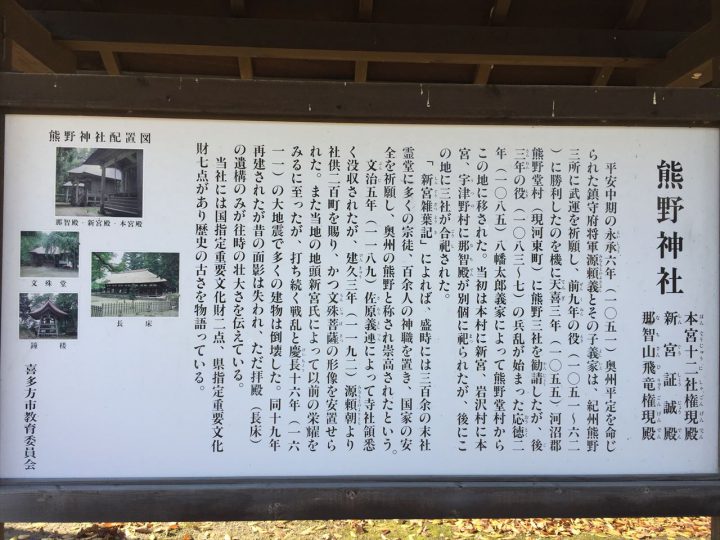 熊野神社
本宮十二社権現殿
新宮証誠殿
那智山飛竜権現殿
平安中期の永承六年（一〇五一）奥州平定を命じ
られた鎮守府将軍源頼義とその子義家は、紀州熊野
三所に武運を祈願し、前九年の役（一〇五一〜六二
）に勝利したのを機に天喜三年（一〇五五）河沼郡
熊野堂村（現河東町）に熊野三社を勧請したが、後
三年の役（一〇八三〜七）の兵乱が始まった応徳二
年（一〇八五）八幡太郎義家によって熊野堂村から
この地に移された。当初は本村に新宮、岩沢村に本
宮、宇津野村に那智殿が別個に祀られたが、後にこ
の地に三社が合祀された。
「新宮雑葉記」によれば、盛時には三百余の末社
霊堂に多くの宗徒、百余人の神職を置き、国家の安
全を祈願し、奥州の熊野と称され崇高されたという。
文治五年（一一八九）佐原義連によって寺社領悉
く没収されたが、建久三年（一一九二）源頼朝より
社供二百町を賜り、かつ文殊菩薩の形像を安置せら
れた。また当地の地頭新宮氏によって以前の栄耀を
みるに至ったが、打ち続く戦乱と慶長十六年（一六
一一）の大地震で多くの建物は倒壊した。同十九年
再建されたが昔の面影は失われ、ただ拝殿（長床）
の遺構のみが往時の壮大さを伝えている。
当社には国指定重要文化財二点、県指定重要文化
財七点があり歴史の古さを物語っている。
喜多方市教育委員会
熊野神社配置図
那智殿・新宮殿・本宮殿
文殊堂
長床
鐘楼